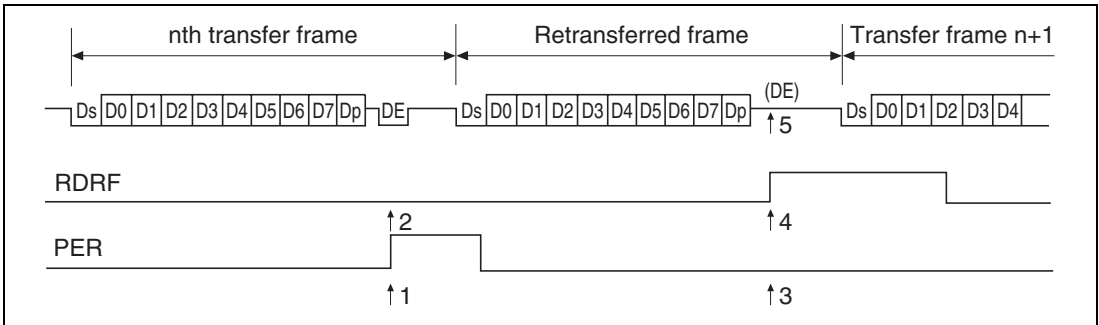 nth transfer frame Retransferred frame Transfer frame n+1
(DE)
Ds D0 D1 D2 D3 D4 D5 D6 D7 Dp DE Ds D0 D1 D2 D3 D4 D5 D6 D7 Dp Ds D0 D1 D2 D3 D4
5
RDRF
2 4
PER
1 3